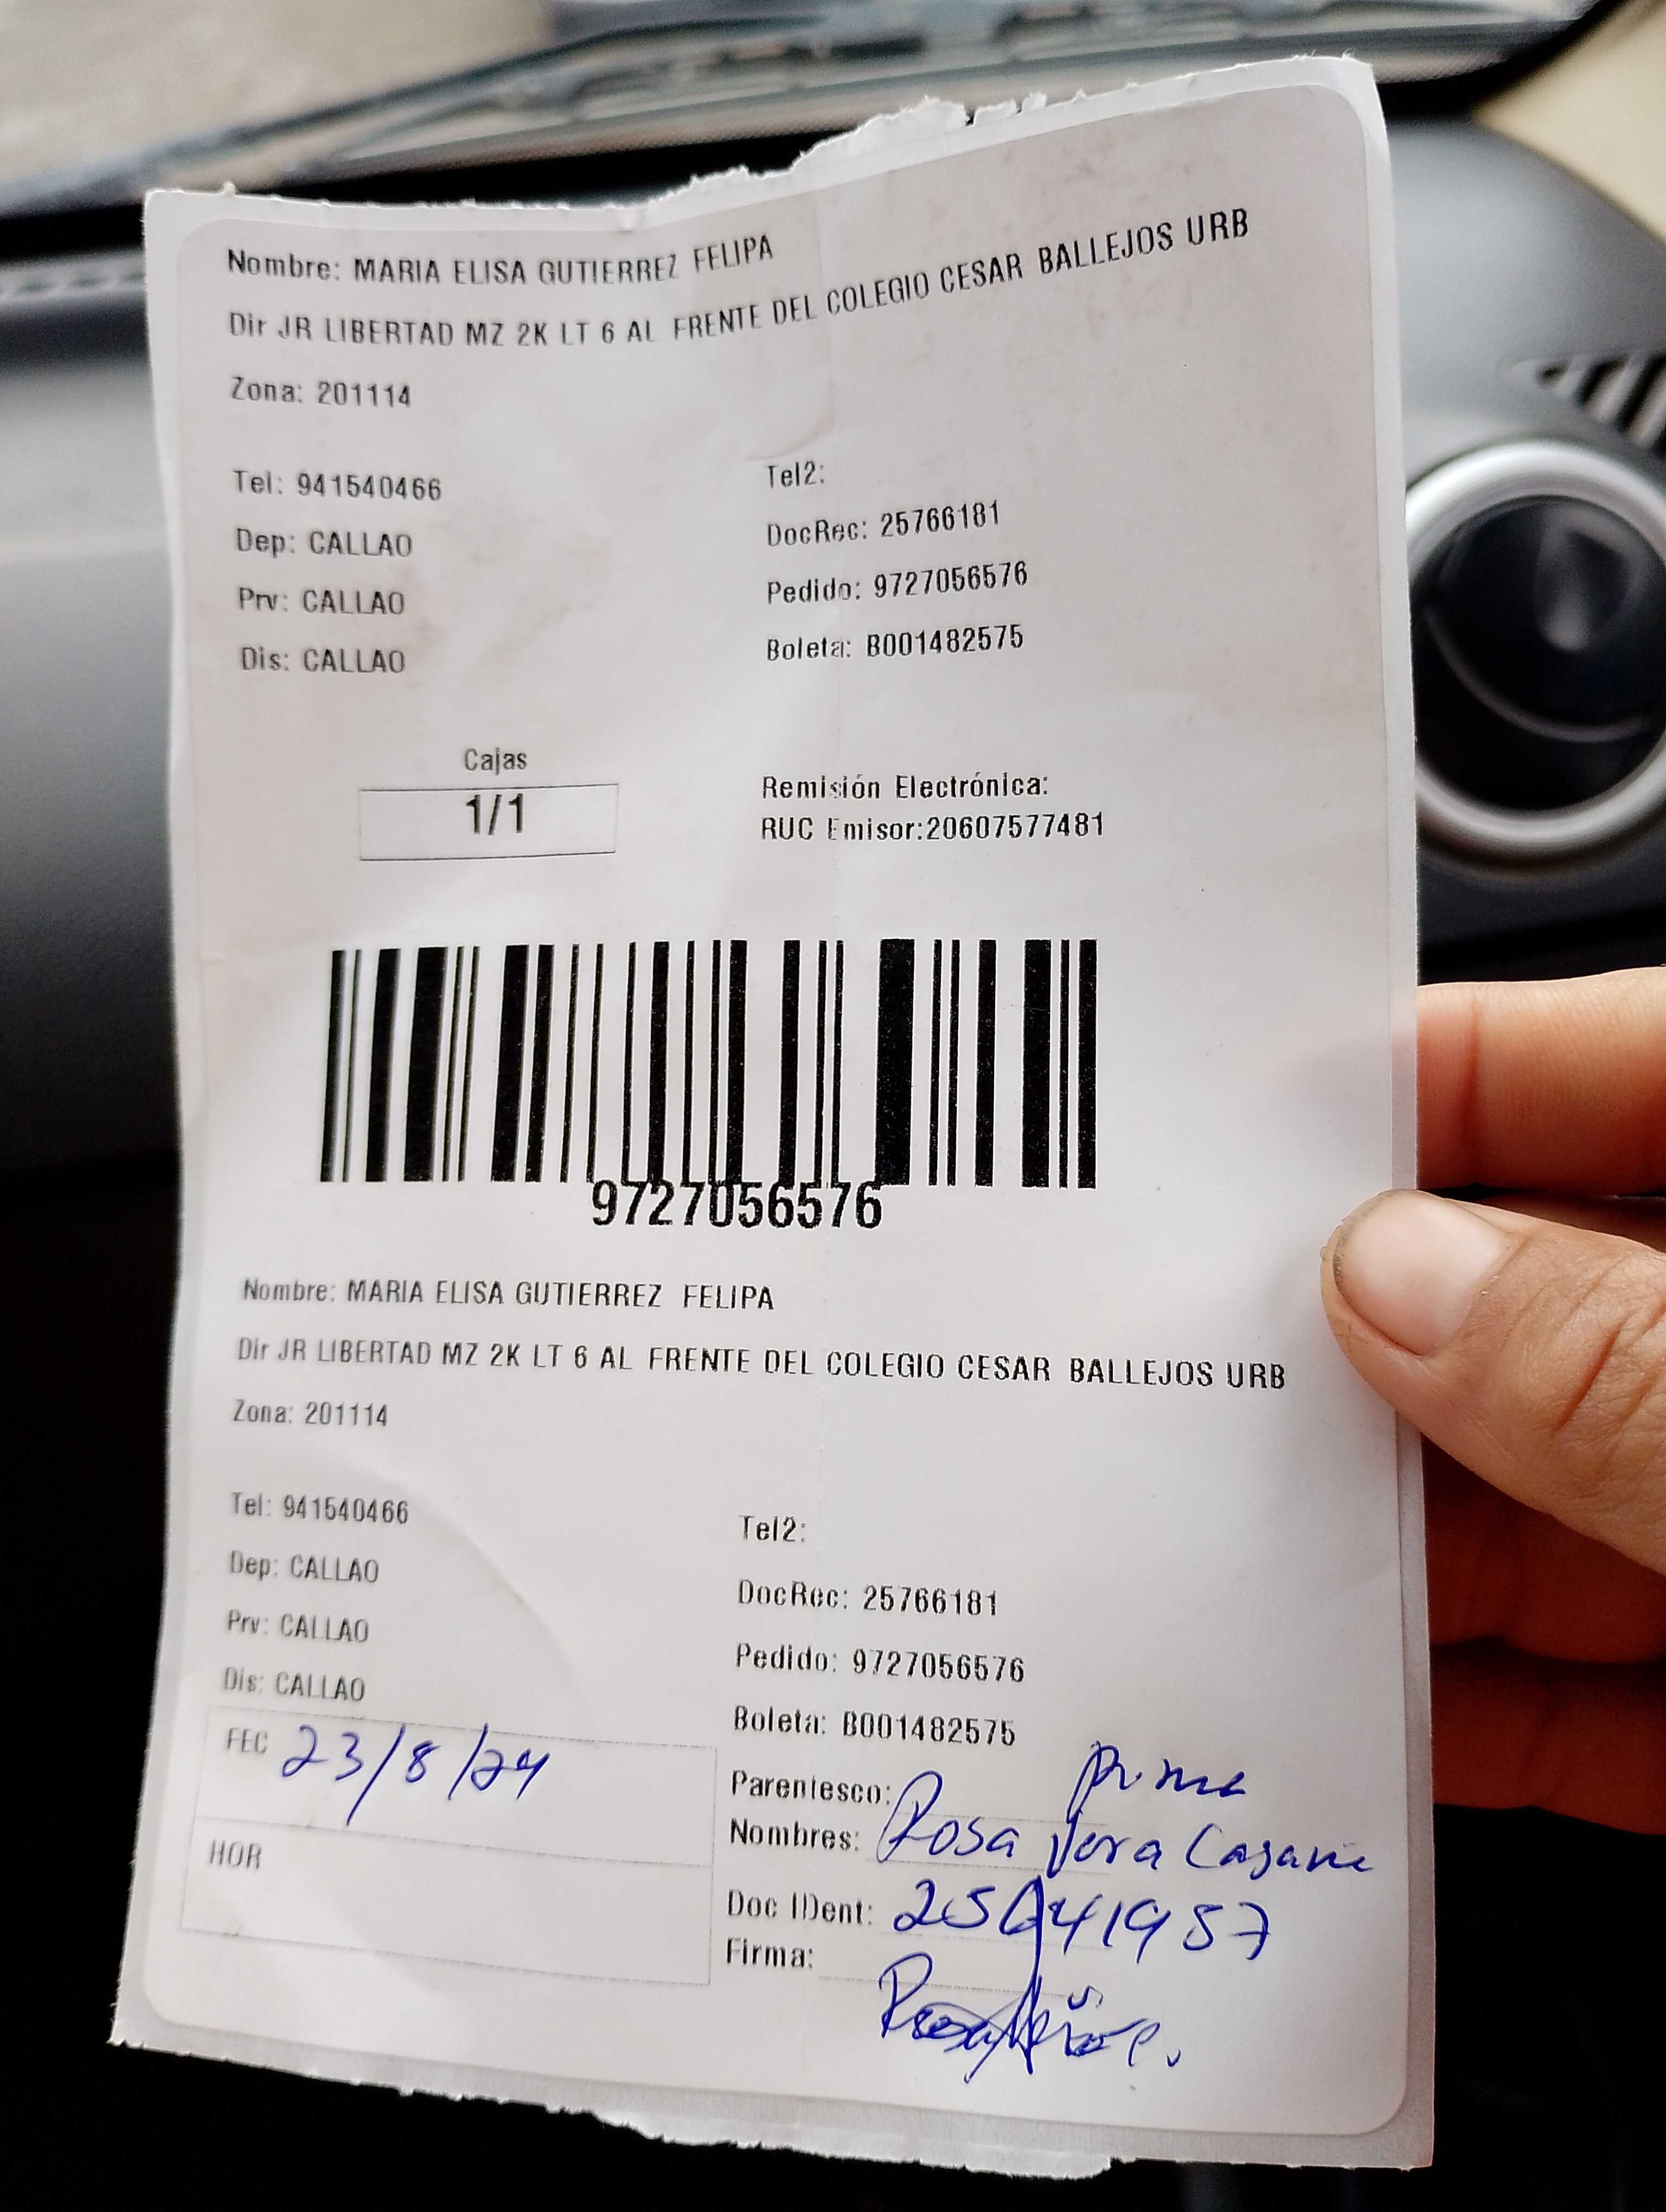 Nombre: MARIA ELISA GUTIERREZ FELIPA
Dir JR LIBERTAD MZ 2K LT 6 AL FRENTE DEL COLEGIO CESAR BALLEJOS URB
Zona: 201114
Tel: 941540466
Tel2:
Dep: CALLAO
DocRec: 25766181
Prv: CALLAO
Pedido: 9727056576
Dis: CALLAO
Boleta: B001482575
Cajas
1/1
Remisión Electrónica:
RUC Emisor:20607577481
9727056576
Nombre: MARIA ELISA GUTIERREZ FELIPA
Dir JR LIBERTAD MZ 2K LT 6 AL FRENTE DEL COLEGIO CESAR BALLEJOS URB
Zona: 201114
Tel: 941540466
Tel2:
Dep: CALLAO
DocRec: 25766181
Prv: CALLAO
Pedido: 9727056576
Dis: CALLAO
Boleta: B001482575
FEC 23/8/24
Parentesco: prima
Nombres: Rosa Vera
HOR
Doc IDent:
Firma: